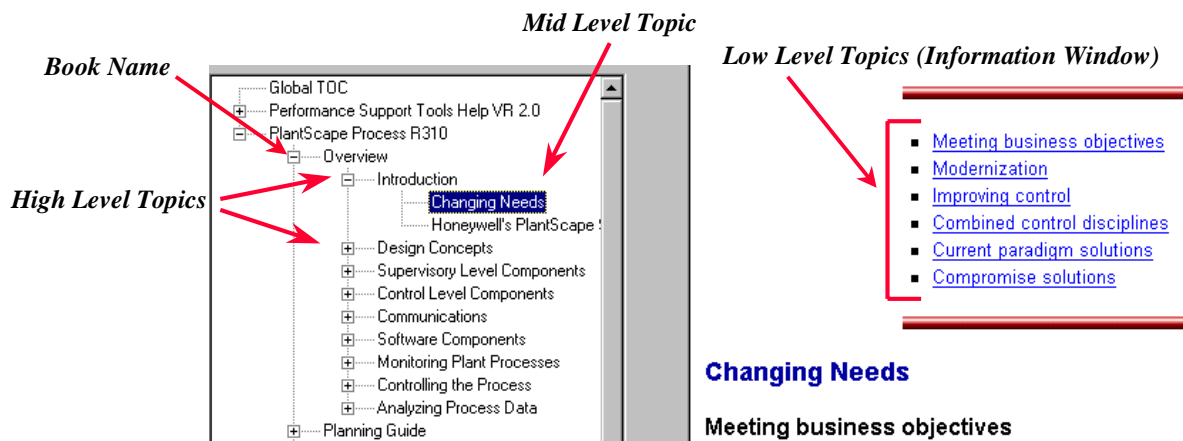 Mid Level Topic
Book Name
Low Level Topics (Information Window)
High Level Topics
Global TOC
Performance Support Tools Help VR 2.0
PlantScape Process R310
Overview
Introduction
Changing Needs
Honeywell's PlantScape
Design Concepts
Supervisory Level Components
Control Level Components
Communications
Software Components
Monitoring Plant Processes
Controlling the Process
Analyzing Process Data
Planning Guide
Meeting business objectives
Modernization
Improving control
Combined control disciplines
Current paradigm solutions
Compromise solutions
Changing Needs
Meeting business objectives